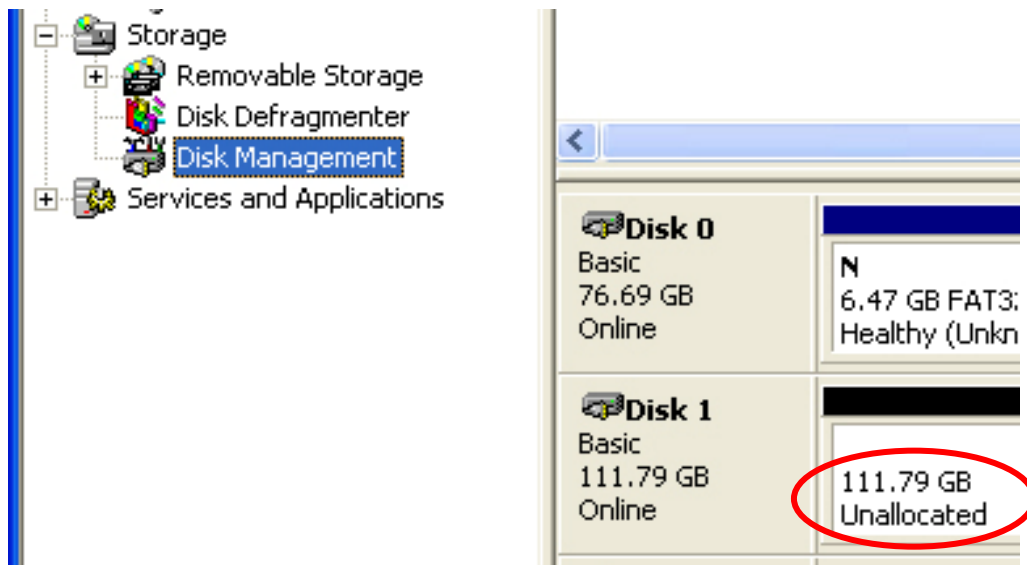 Storage
Removable Storage
Disk Defragmenter
Disk Management
Services and Applications
Disk 0
Basic
76.69 GB
Online
N
6.47 GB FAT3
Healthy (Unkn
Disk 1
Basic
111.79 GB
Online
111.79 GB
Unallocated